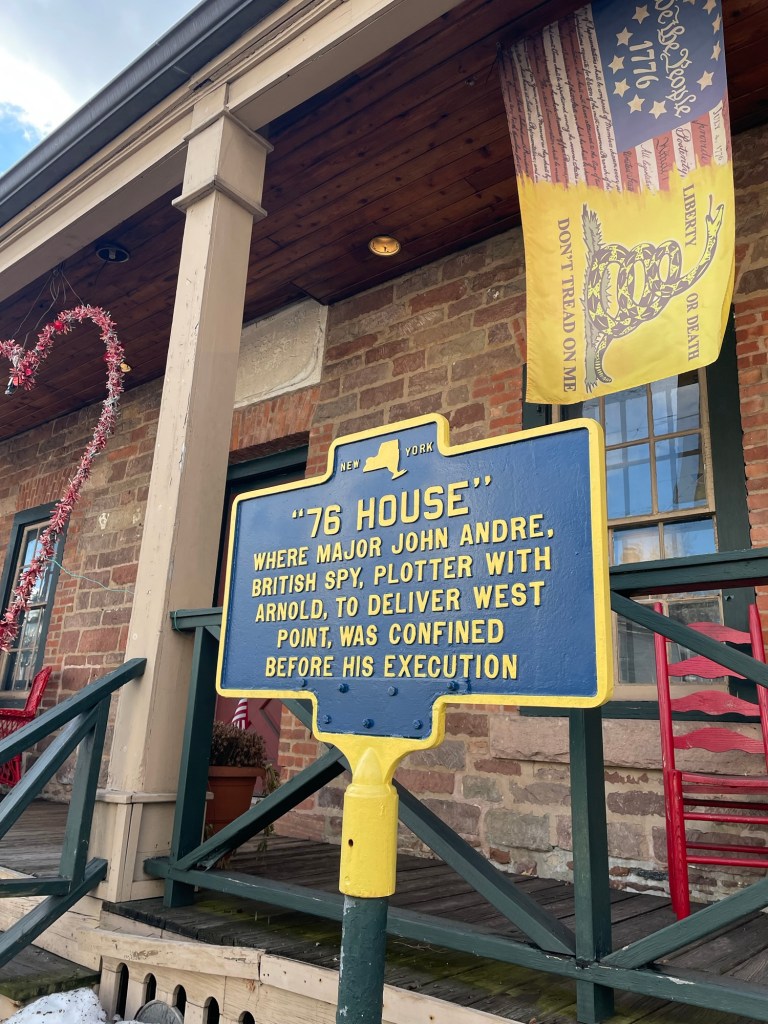 We the People
1776
LIBERTY
OR DEATH
DON'T TREAD ON ME
NEW YORK
"76 HOUSE"
WHERE MAJOR JOHN ANDRE,
BRITISH SPY, PLOTTER WITH
ARNOLD, TO DELIVER WEST
POINT, WAS CONFINED
BEFORE HIS EXECUTION